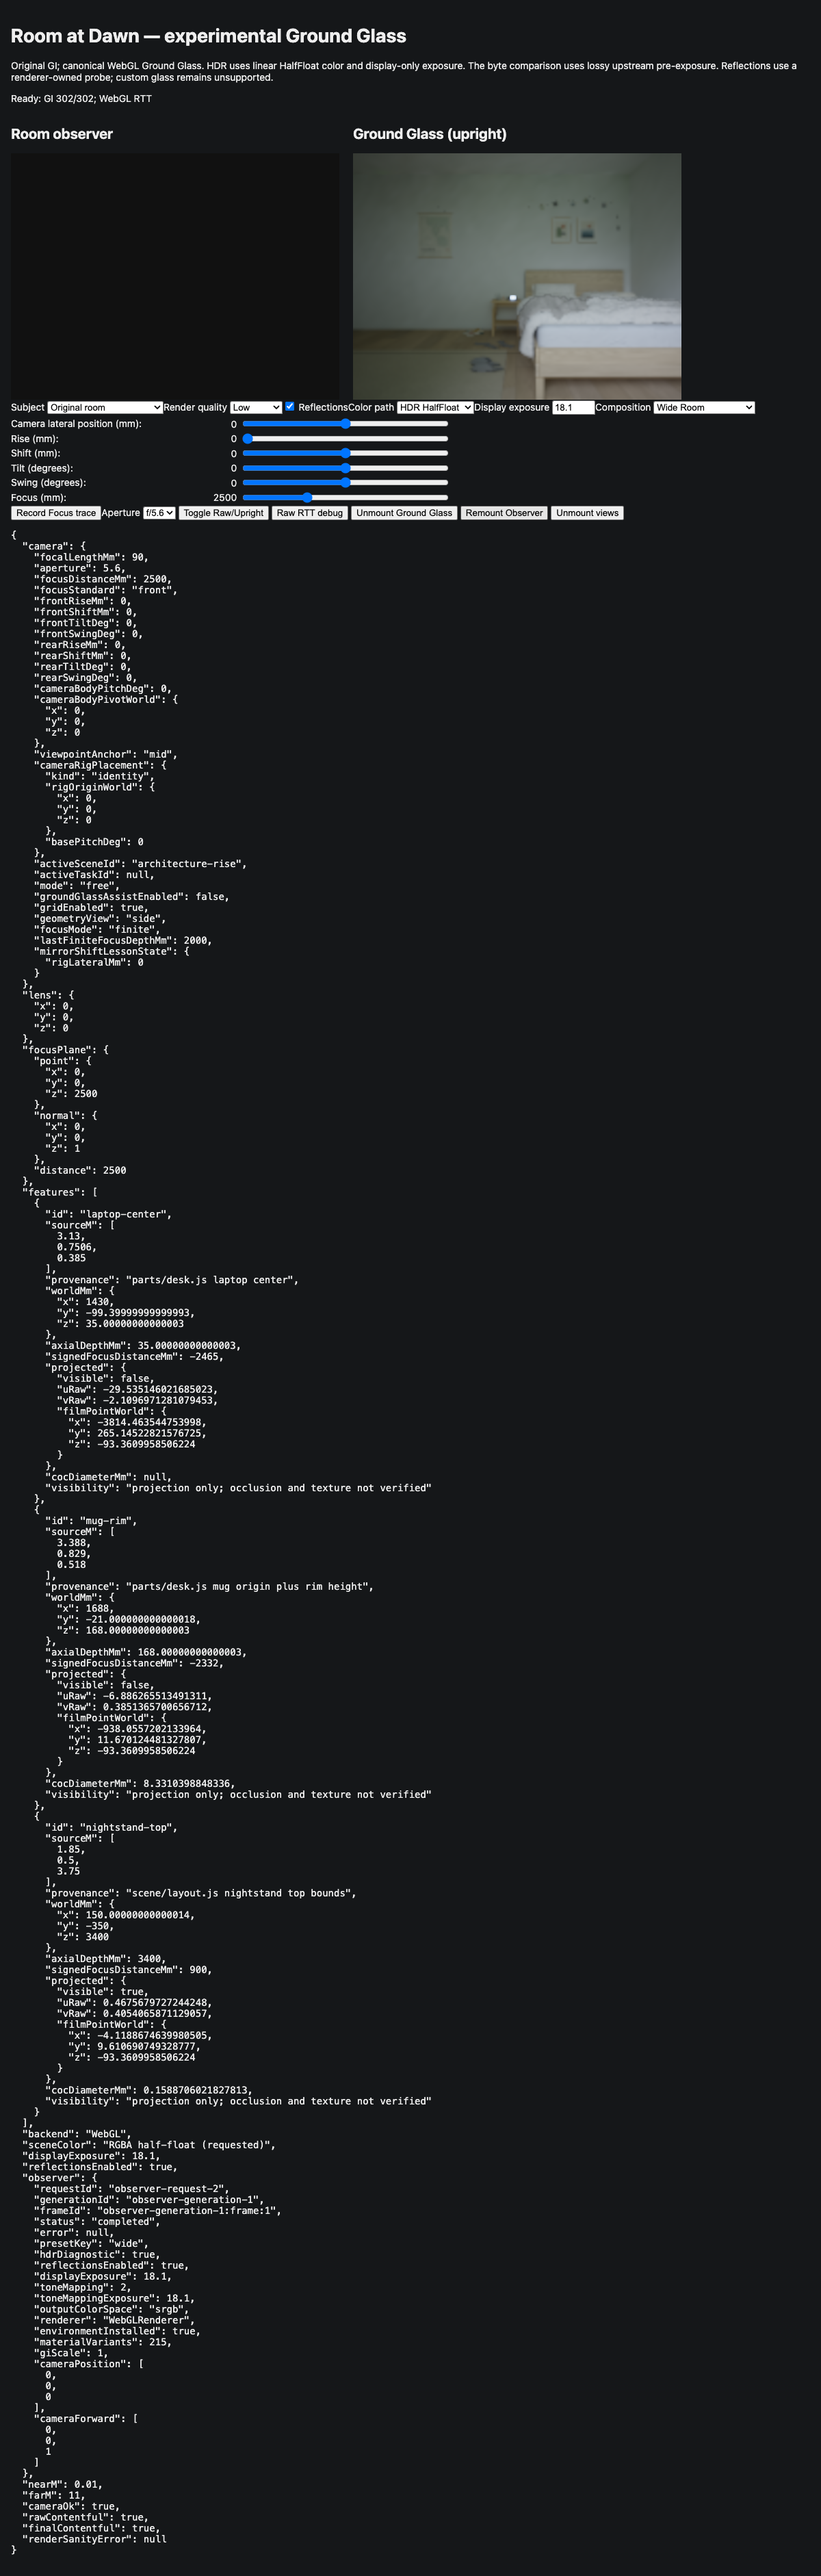 Room at Dawn — experimental Ground Glass
Original GI; canonical WebGL Ground Glass. HDR uses linear HalfFloat color and display-only exposure. The byte comparison uses lossy upstream pre-exposure. Reflections use a
renderer-owned probe; custom glass remains unsupported.
Ready: GI 302/302; WebGL RTT
Room observer
Ground Glass (upright)
Subject Original room Render quality Low Reflections Color path HDR HalfFloat Display exposure 18.1 Composition Wide Room
Camera lateral position (mm): 0
Rise (mm): 0
Shift (mm): 0
Tilt (degrees): 0
Swing (degrees): 0
Focus (mm): 2500
Record Focus trace Aperture f/5.6 Toggle Raw/Upright Raw RTT debug Unmount Ground Glass Remount Observer Unmount views
{
"camera": {
"focalLengthMm": 90,
"aperture": 5.6,
"focusDistanceMm": 2500,
"focusStandard": "front",
"frontRiseMm": 0,
"frontShiftMm": 0,
"frontTiltDeg": 0,
"frontSwingDeg": 0,
"rearRiseMm": 0,
"rearShiftMm": 0,
"rearTiltDeg": 0,
"rearSwingDeg": 0,
"cameraBodyPitchDeg": 0,
"cameraBodyPivotWorld": {
"x": 0,
"y": 0,
"z": 0
},
"viewpointAnchor": "mid",
"cameraRigPlacement": {
"kind": "identity",
"rigOriginWorld": {
"x": 0,
"y": 0,
"z": 0
},
"basePitchDeg": 0
},
"activeSceneId": "architecture-rise",
"activeTaskId": null,
"mode": "free",
"groundGlassAssistEnabled": false,
"gridEnabled": true,
"geometryView": "side",
"focusMode": "finite",
"lastFiniteFocusDepthMm": 2000,
"mirrorShiftLessonState": {
"rigLateralMm": 0
}
},
"lens": {
"x": 0,
"y": 0,
"z": 0
},
"focusPlane": {
"point": {
"x": 0,
"y": 0,
"z": 2500
},
"normal": {
"x": 0,
"y": 0,
"z": 1
},
"distance": 2500
},
"features": [
{
"id": "laptop-center",
"sourceM": [
3.13,
0.7506,
0.385
],
"provenance": "parts/desk.js laptop center",
"worldMm": {
"x": 1430,
"y": -99.39999999999993,
"z": 35.00000000000003
},
"axialDepthMm": 35.00000000000003,
"signedFocusDistanceMm": -2465,
"projected": {
"visible": false,
"uRaw": -29.535146021685023,
"vRaw": -2.1096971281079453,
"filmPointWorld": {
"x": -3814.463544753998,
"y": 265.14522821576725,
"z": -93.3609958506224
}
},
"cocDiameterMm": null,
"visibility": "projection only; occlusion and texture not verified"
},
{
"id": "mug-rim",
"sourceM": [
3.388,
0.829,
0.518
],
"provenance": "parts/desk.js mug origin plus rim height",
"worldMm": {
"x": 1688,
"y": -21.000000000000018,
"z": 168.00000000000003
},
"axialDepthMm": 168.00000000000003,
"signedFocusDistanceMm": -2332,
"projected": {
"visible": false,
"uRaw": -6.886265513491311,
"vRaw": 0.3851365700656712,
"filmPointWorld": {
"x": -938.0557202133964,
"y": 11.670124481327807,
"z": -93.3609958506224
}
},
"cocDiameterMm": 8.3310398848336,
"visibility": "projection only; occlusion and texture not verified"
},
{
"id": "nightstand-top",
"sourceM": [
1.85,
0.5,
3.75
],
"provenance": "scene/layout.js nightstand top bounds",
"worldMm": {
"x": 150.00000000000014,
"y": -350,
"z": 3400
},
"axialDepthMm": 3400,
"signedFocusDistanceMm": 900,
"projected": {
"visible": true,
"uRaw": 0.4675679727244248,
"vRaw": 0.4054065871129057,
"filmPointWorld": {
"x": -4.1188674639980505,
"y": 9.610690749328777,
"z": -93.3609958506224
}
},
"cocDiameterMm": 0.1588706021827813,
"visibility": "projection only; occlusion and texture not verified"
}
],
"backend": "WebGL",
"sceneColor": "RGBA half-float (requested)",
"displayExposure": 18.1,
"reflectionsEnabled": true,
"observer": {
"requestId": "observer-request-2",
"generationId": "observer-generation-1",
"frameId": "observer-generation-1:frame:1",
"status": "completed",
"error": null,
"presetKey": "wide",
"hdrDiagnostic": true,
"reflectionsEnabled": true,
"displayExposure": 18.1,
"toneMapping": 2,
"toneMappingExposure": 18.1,
"outputColorSpace": "srgb",
"renderer": "WebGLRenderer",
"environmentInstalled": true,
"materialVariants": 215,
"giScale": 1,
"cameraPosition": [
0,
0,
0
],
"cameraForward": [
0,
0,
1
]
},
"nearM": 0.01,
"farM": 11,
"cameraOk": true,
"rawContentful": true,
"finalContentful": true,
"renderSanityError": null
}